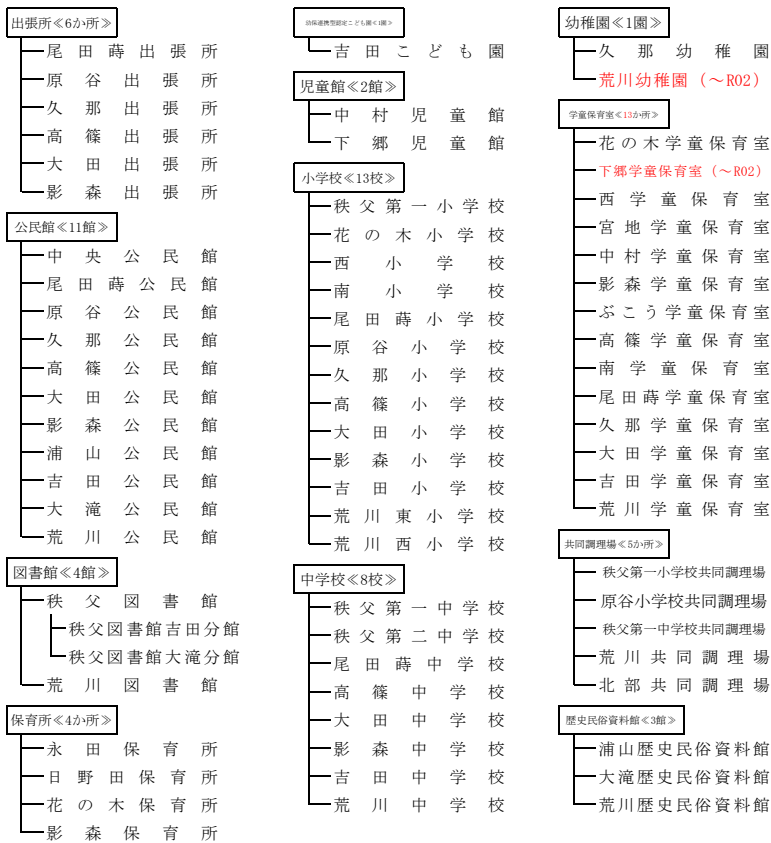 出張所≪6か所≫
尾田蒔出張所
原谷出張所
久那出張所
高篠出張所
大田出張所
影森出張所
公民館≪11館≫
中央公民館
尾田蒔公民館
原谷公民館
久那公民館
高篠公民館
大田公民館
影森公民館
浦山公民館
吉田公民館
大滝公民館
荒川公民館
図書館≪4館≫
秩父図書館
秩父図書館吉田分館
秩父図書館大滝分館
荒川図書館
保育所≪4か所≫
永田保育所
日野田保育所
花の木保育所
影森保育所
幼保連携型認定こども園≪1園≫
吉田こども園
児童館≪2館≫
中村児童館
下郷児童館
小学校≪13校≫
秩父第一小学校
花の木小学校
西小学校
南小学校
尾田蒔小学校
原谷小学校
久那小学校
高篠小学校
大田小学校
影森小学校
吉田小学校
荒川東小学校
荒川西小学校
中学校≪8校≫
秩父第一中学校
秩父第二中学校
尾田蒔中学校
高篠中学校
大田中学校
影森中学校
吉田中学校
荒川中学校
幼稚園≪1園≫
久那幼稚園
荒川幼稚園（～R02）
学童保育室≪13か所≫
花の木学童保育室
下郷学童保育室（～R02）
西学童保育室
宮地学童保育室
中村学童保育室
影森学童保育室
ぶこう学童保育室
高篠学童保育室
南学童保育室
尾田蒔学童保育室
久那学童保育室
大田学童保育室
吉田学童保育室
荒川学童保育室
共同調理場≪5か所≫
秩父第一小学校共同調理場
原谷小学校共同調理場
秩父第一中学校共同調理場
荒川共同調理場
北部共同調理場
歴史民俗資料館≪3館≫
浦山歴史民俗資料館
大滝歴史民俗資料館
荒川歴史民俗資料館